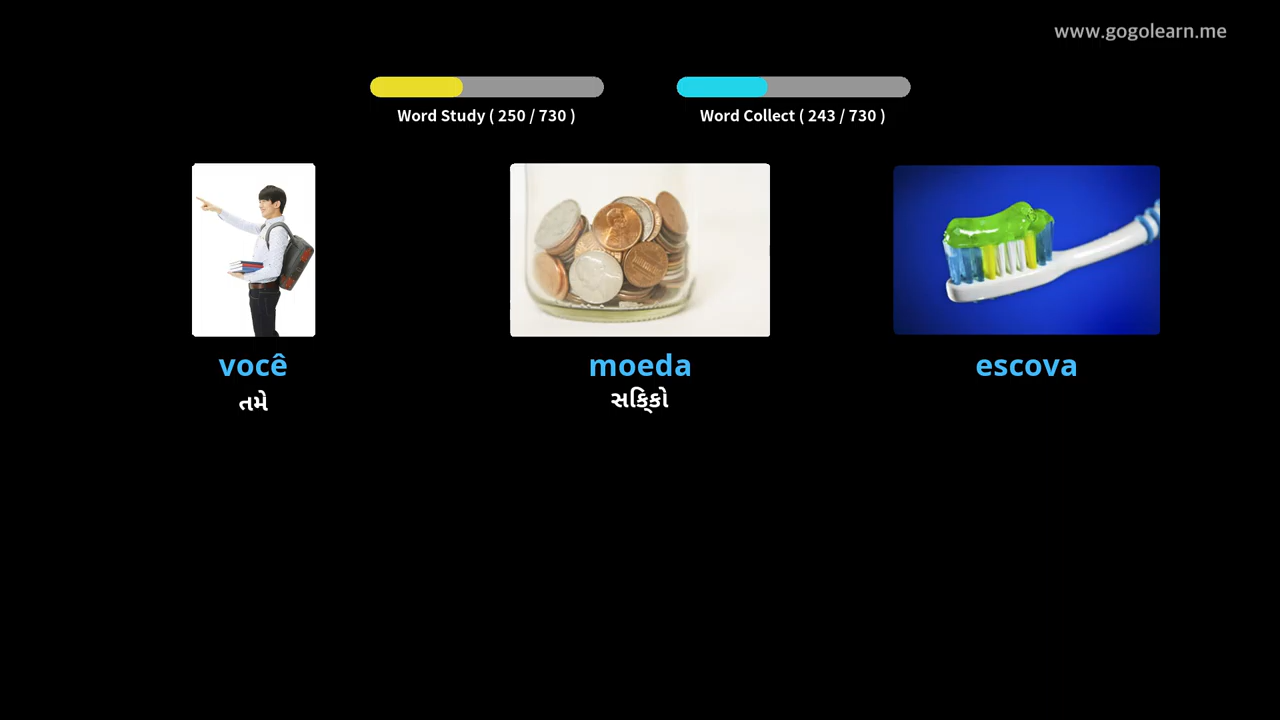 www.gogolearn.me
Word Study ( 250 / 730 )
Word Collect ( 243 / 730 )
você
moeda
escova
તમે
સિક્કો